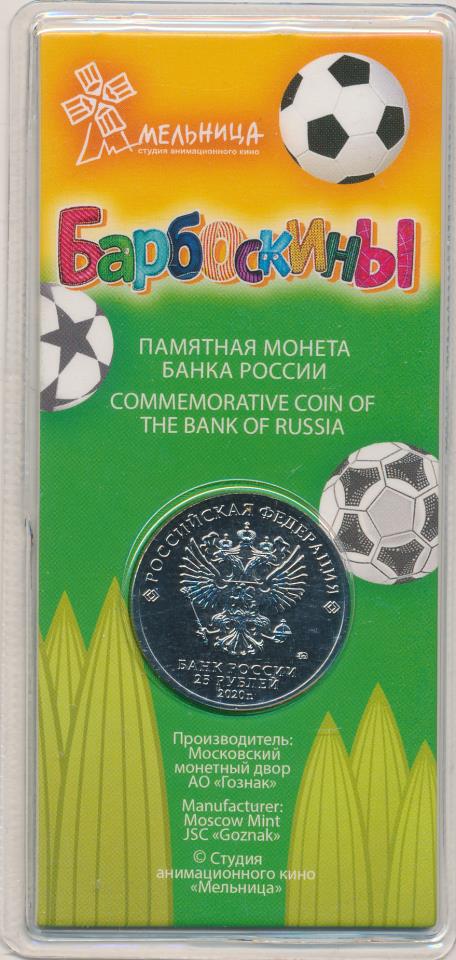 МЕЛЬНИЦА
студия анимационного кино
Барбоскины
ПАМЯТНАЯ МОНЕТА
БАНКА РОССИИ
COMMEMORATIVE COIN OF
THE BANK OF RUSSIA
РОССИЙСКАЯ ФЕДЕРАЦИЯ
БАНК РОССИИ
25 РУБЛЕЙ
2020 г.
Производитель:
Московский
монетный двор
АО «Гознак»
Manufacturer:
Moscow Mint
JSC «Goznak»
© Студия
анимационного кино
«Мельница»